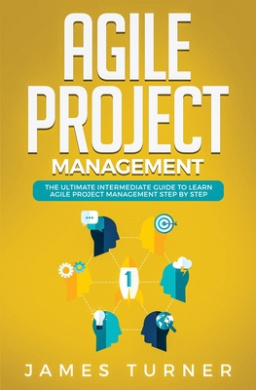 AGILE
PROJECT
MANAGEMENT
THE ULTIMATE INTERMEDIATE GUIDE TO LEARN
AGILE PROJECT MANAGEMENT STEP BY STEP
1
JAMES TURNER